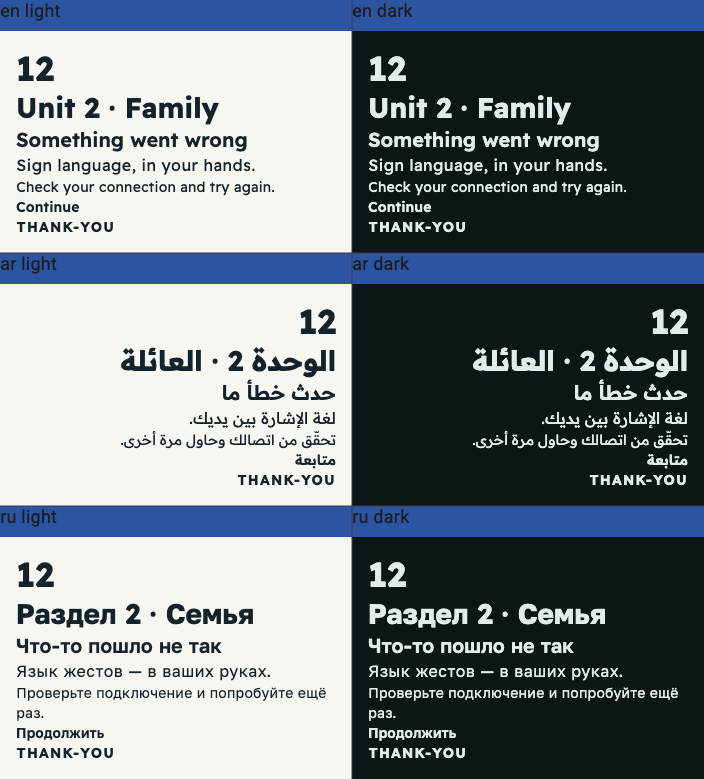 en light
12
Unit 2 · Family
Something went wrong
Sign language, in your hands.
Check your connection and try again.
Continue
THANK-YOU
en dark
12
Unit 2 · Family
Something went wrong
Sign language, in your hands.
Check your connection and try again.
Continue
THANK-YOU
ar light
12
الوحدة 2 · العائلة
حدث خطأ ما
لغة الإشارة بين يديك.
تحقّق من اتصالك وحاول مرة أخرى.
متابعة
THANK-YOU
ar dark
12
الوحدة 2 · العائلة
حدث خطأ ما
لغة الإشارة بين يديك.
تحقّق من اتصالك وحاول مرة أخرى.
متابعة
THANK-YOU
ru light
12
Раздел 2 · Семья
Что-то пошло не так
Язык жестов — в ваших руках.
Проверьте подключение и попробуйте ещё
раз.
Продолжить
THANK-YOU
ru dark
12
Раздел 2 · Семья
Что-то пошло не так
Язык жестов — в ваших руках.
Проверьте подключение и попробуйте ещё
раз.
Продолжить
THANK-YOU